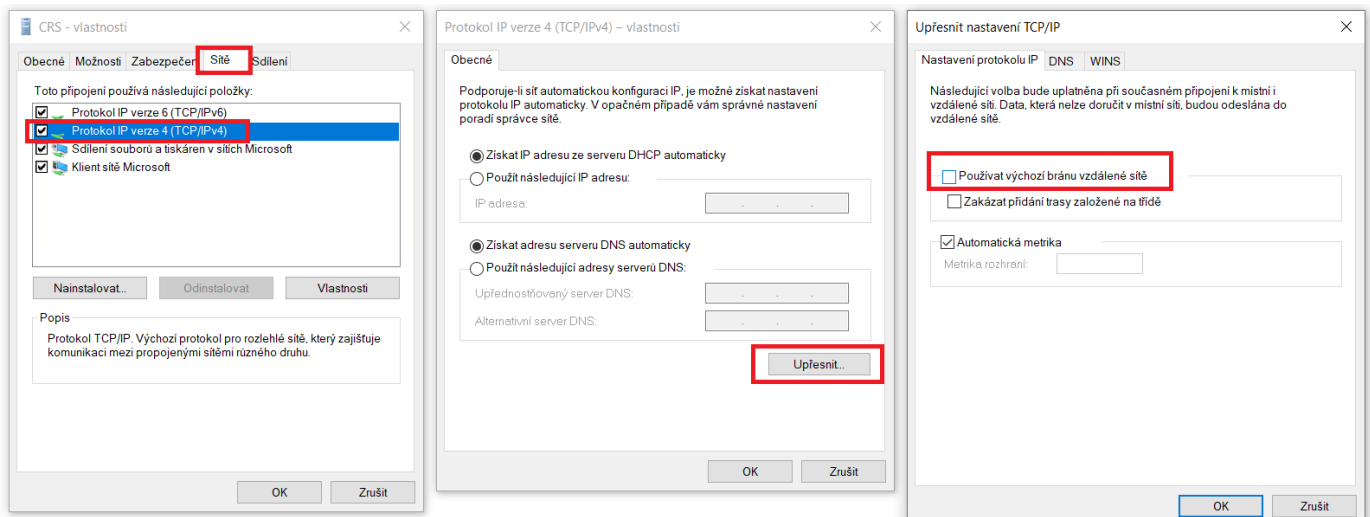 CRS - vlastnosti
Obecné Možnosti Zabezpečen Sítě Sdílení
Toto připojení používá následující položky:
Protokol IP verze 6 (TCP/IPv6)
Protokol IP verze 4 (TCP/IPv4)
Sdílení souborů a tiskáren v sítích Microsoft
Klient sítě Microsoft
Nainstalovat... Odinstalovat Vlastnosti
Popis
Protokol TCP/IP. Výchozí protokol pro rozlehlé sítě, který zajišťuje
komunikaci mezi propojenými sítěmi různého druhu.
OK Zrušit
Protokol IP verze 4 (TCP/IPv4) – vlastnosti
Obecné
Podporuje-li síť automatickou konfiguraci IP, je možné získat nastavení
protokolu IP automaticky. V opačném případě vám správné nastavení
poradí správce sítě.
Získat IP adresu ze serveru DHCP automaticky
Použít následující IP adresu:
IP adresa:
Získat adresu serveru DNS automaticky
Použít následující adresy serverů DNS:
Upřednostňovaný server DNS:
Alternativní server DNS:
Upřesnit...
OK Zrušit
Upřesnit nastavení TCP/IP
Nastavení protokolu IP DNS WINS
Následující volba bude uplatněna při současném připojení k místní i
vzdálené síti. Data, která nelze doručit v místní síti, budou odeslána do
vzdálené sítě.
Používat výchozí bránu vzdálené sítě
Zakázat přidání trasy založené na třídě
Automatická metrika
Metrika rozhraní:
OK Zrušit